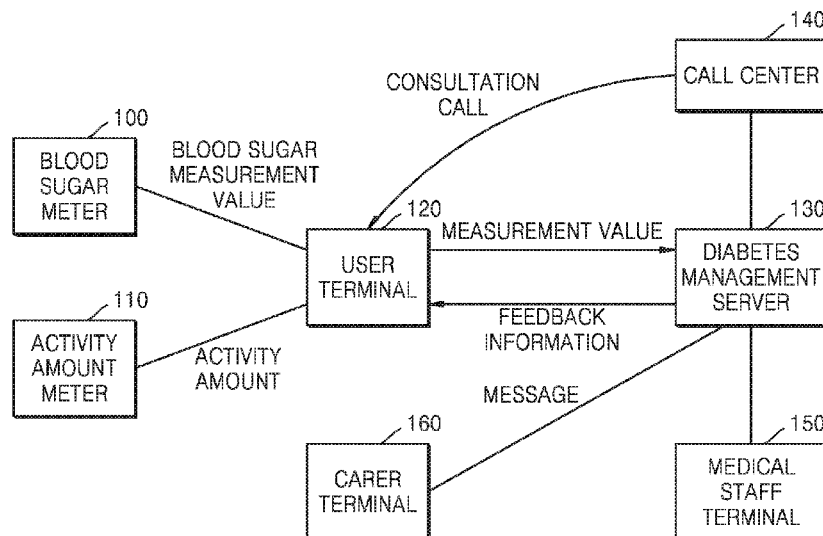 140
CALL CENTER
CONSULTATION
CALL
100
BLOOD
SUGAR
METER
BLOOD SUGAR
MEASUREMENT
VALUE
120
USER
TERMINAL
MEASUREMENT VALUE
130
DIABETES
MANAGEMENT
SERVER
FEEDBACK
INFORMATION
110
ACTIVITY
AMOUNT
METER
ACTIVITY
AMOUNT
MESSAGE
160
CARER
TERMINAL
150
MEDICAL
STAFF
TERMINAL